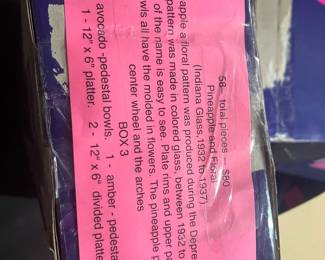 56 - total pieces - $80
Pineapple and Floral
(Indiana Glass, 1932 to 1937)
apple & floral pattern was produced during the Depre
pattern was made in colored glass, between 1932 to
of the name is easy to see. Plate rims and upper p
wls all have the molded in flowers. The pineapple p
center wheel and the arches
BOX 3
avocado -pedestal bowls. 1 - amber - pedesta
1 - 12" x 6" platter. 2 - 12" x 6" divided platte